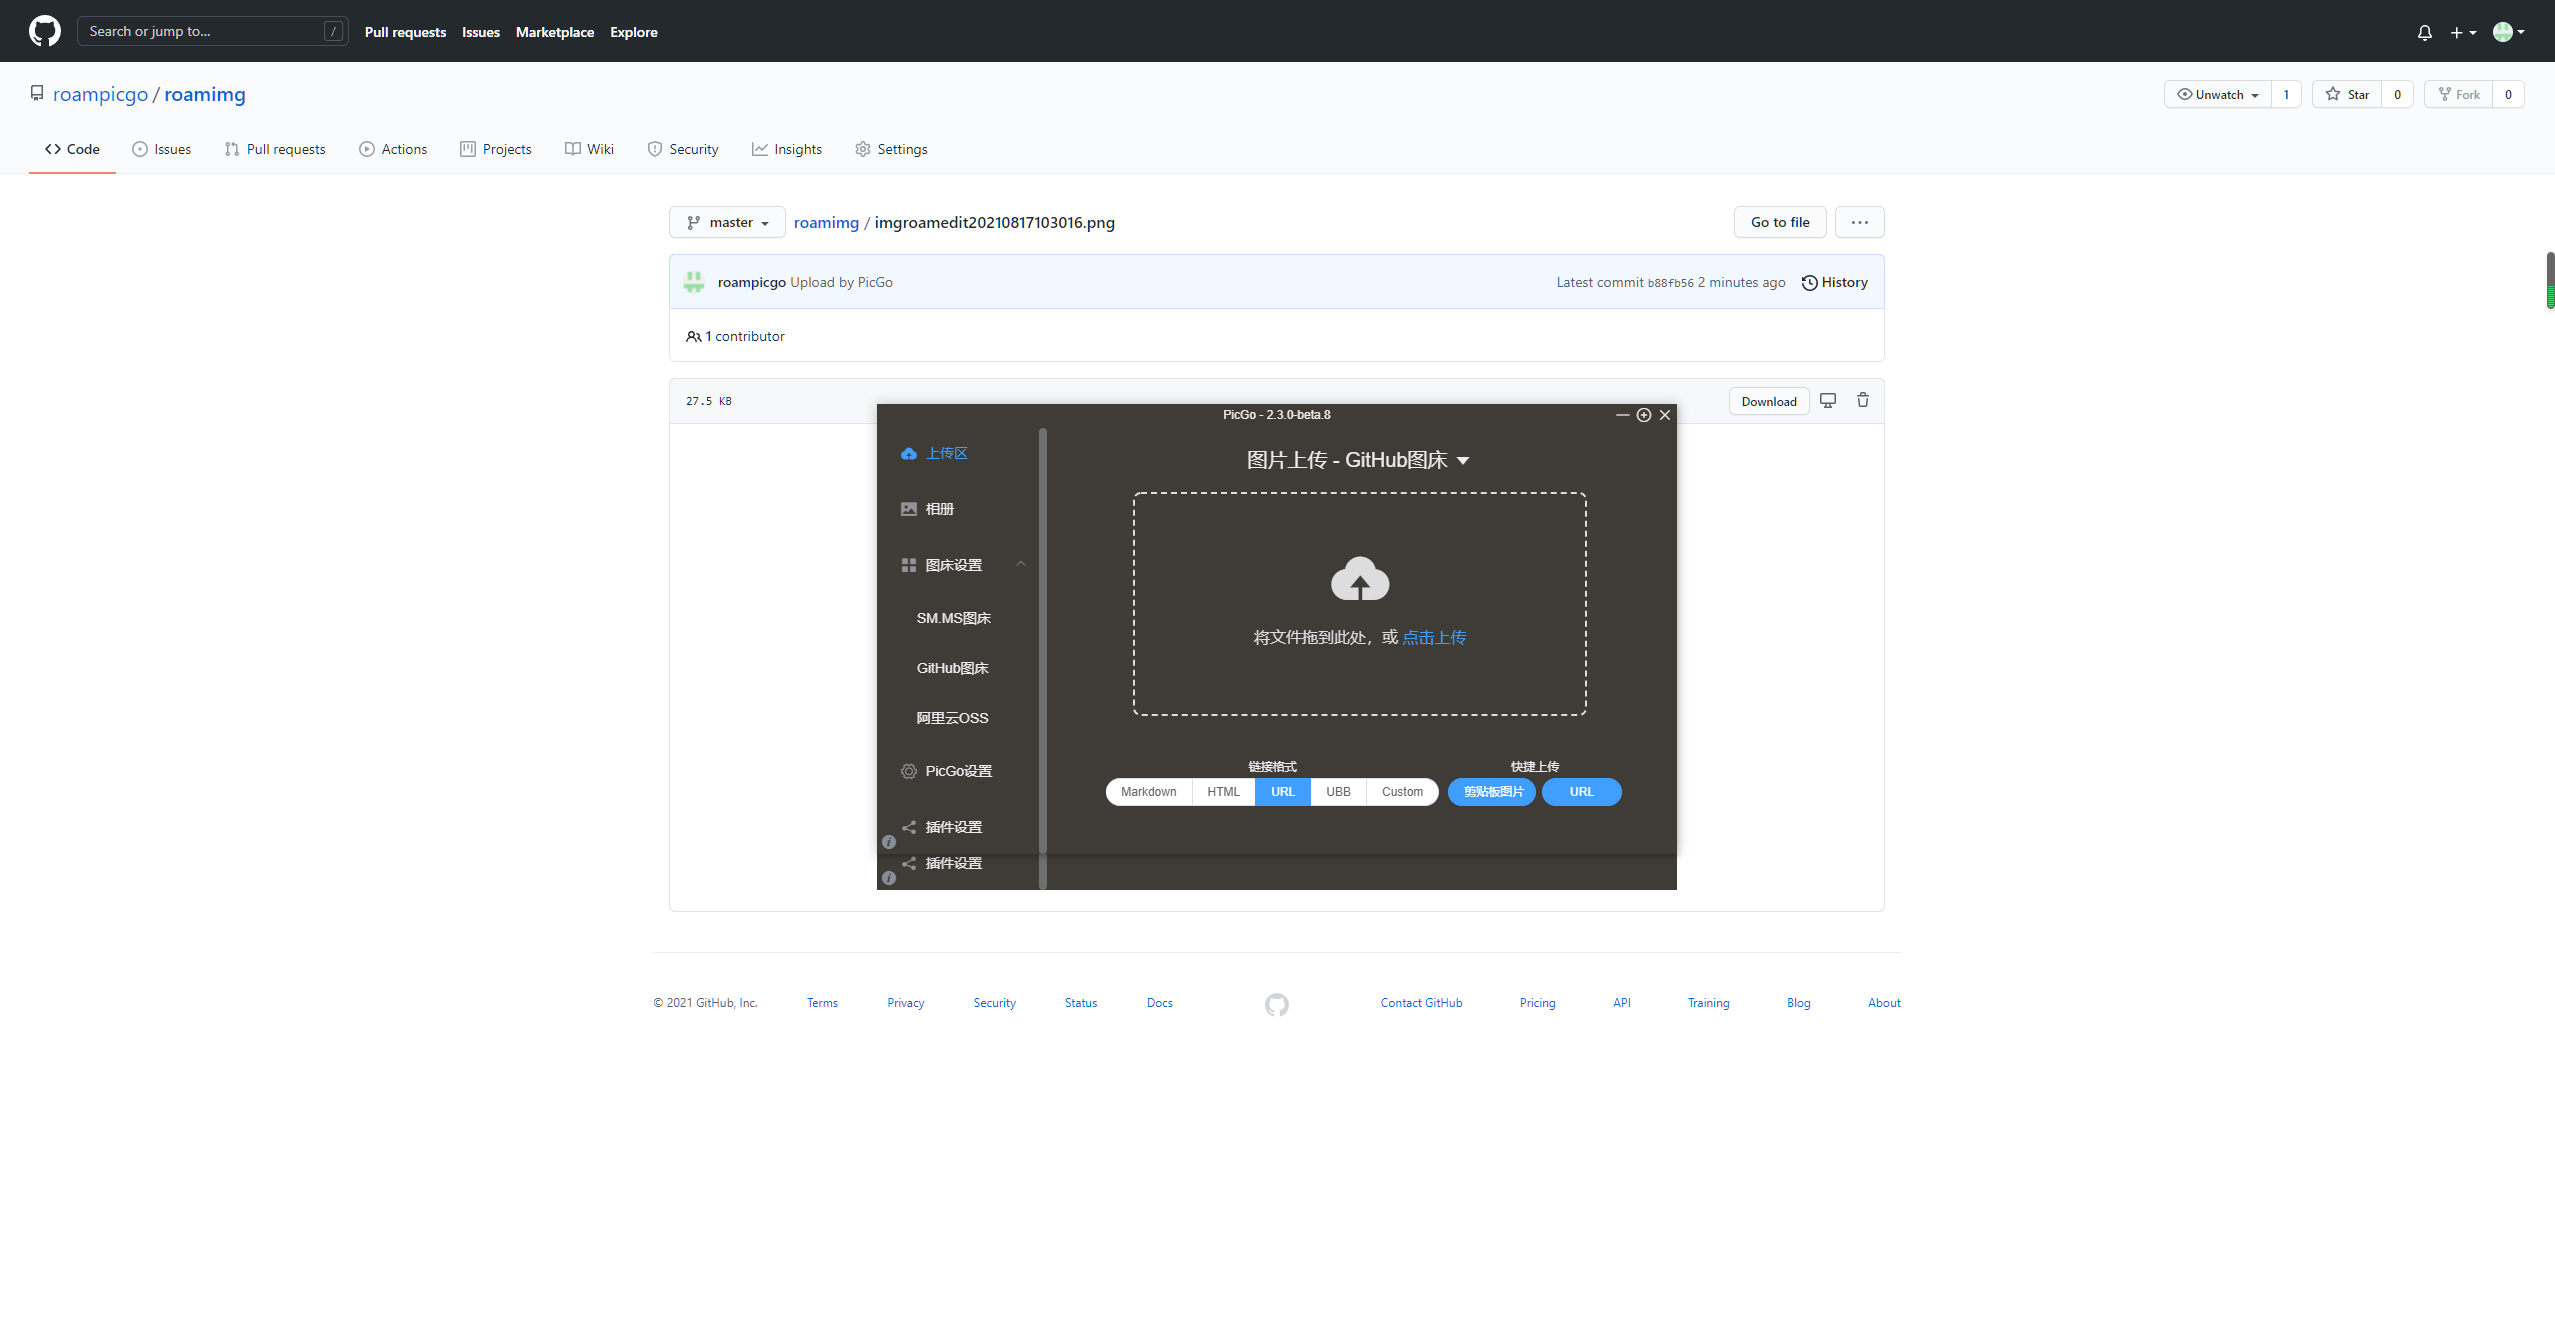 Search or jump to... /
Pull requests Issues Marketplace Explore
roampicgo / roamimg
Unwatch 1 Star 0 Fork 0
Code Issues Pull requests Actions Projects Wiki Security Insights Settings
master roamimg / imgroamedit20210817103016.png Go to file ...
roampicgo Upload by PicGo Latest commit b88fb56 2 minutes ago History
1 contributor
27.5 KB Download
PicGo - 2.3.0-beta.8
上传区
图片上传 - GitHub图床
相册
图床设置
SM.MS图床
将文件拖到此处，或 点击上传
GitHub图床
阿里云OSS
链接格式 快捷上传
PicGo设置
Markdown HTML URL UBB Custom 剪贴板图片 URL
插件设置
插件设置
© 2021 GitHub, Inc. Terms Privacy Security Status Docs Contact GitHub Pricing API Training Blog About